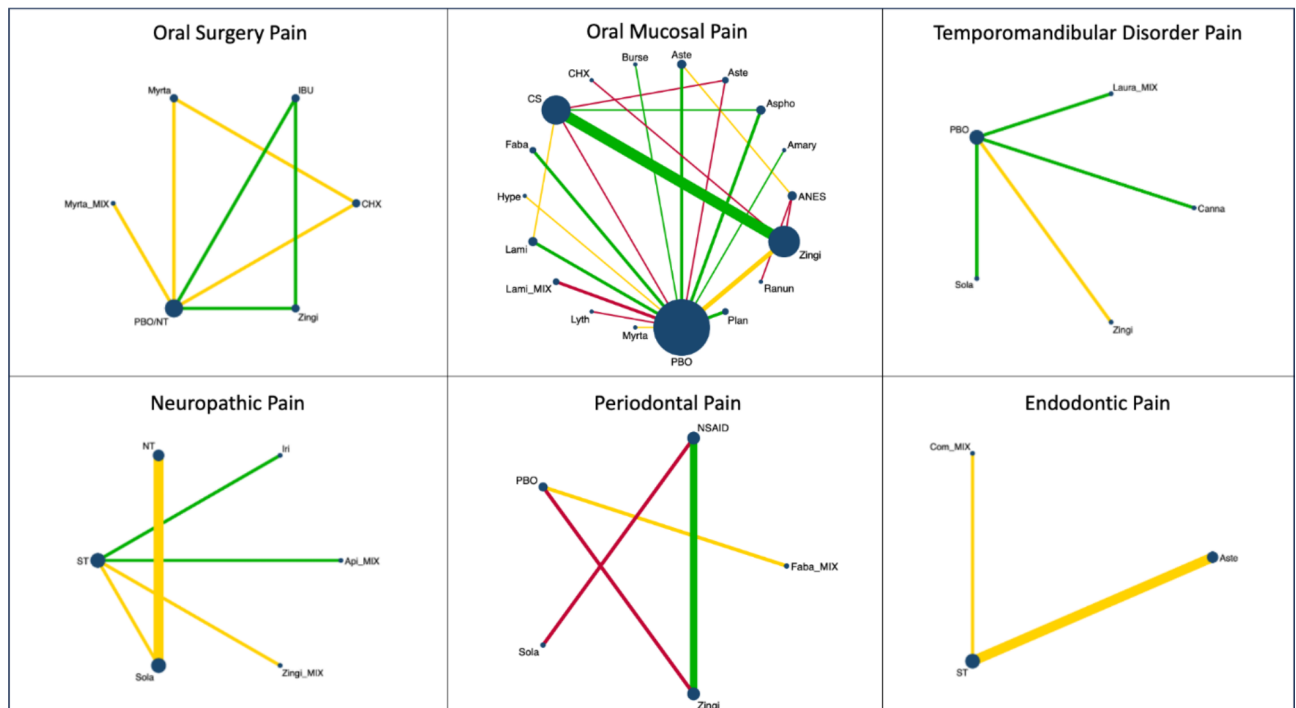 Oral Surgery Pain
Myrta
IBU
Myrta_MIX
CHX
PBO/NT
Zingi
Oral Mucosal Pain
Burse
Aste
CHX
Aste
CS
Aspho
Faba
Amary
Hype
ANES
Lami
Zingi
Lami_MIX
Ranun
Lyth
Plan
Myrta
PBO
Temporomandibular Disorder Pain
Laura_MIX
PBO
Canna
Sola
Zingi
Neuropathic Pain
NT
Iri
ST
Api_MIX
Sola
Zingi_MIX
Periodontal Pain
NSAID
PBO
Faba_MIX
Sola
Zingi
Endodontic Pain
Com_MIX
Aste
ST